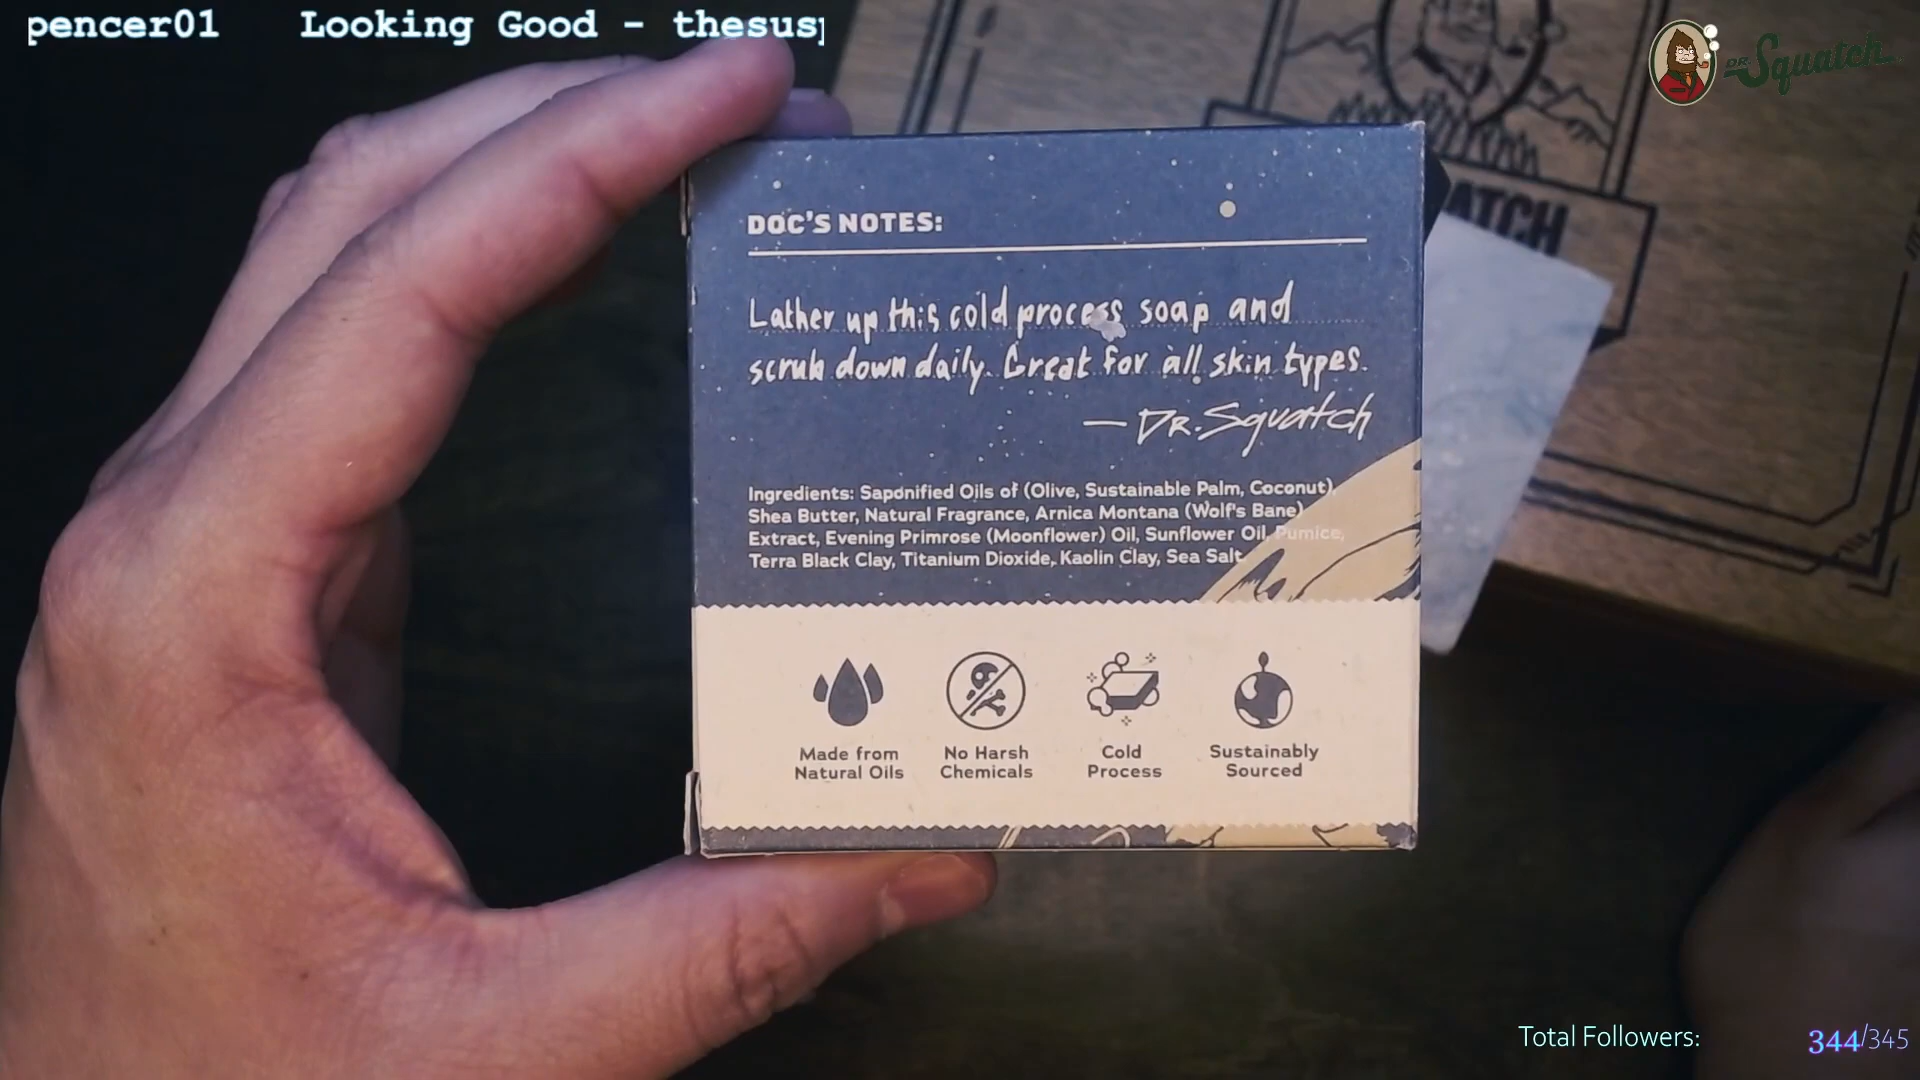 pencer01 Looking Good - thesus
DR. Squatch
ATCH
DOC'S NOTES:
Lather up this cold process soap and
scrub down daily. Great for all skin types.
— DR. Squatch
Ingredients: Saponified Oils of (Olive, Sustainable Palm, Coconut),
Shea Butter, Natural Fragrance, Arnica Montana (Wolf's Bane)
Extract, Evening Primrose (Moonflower) Oil, Sunflower Oil, Pumice,
Terra Black Clay, Titanium Dioxide, Kaolin Clay, Sea Salt
Made from
Natural Oils
No Harsh
Chemicals
Cold
Process
Sustainably
Sourced
Total Followers: 344/345